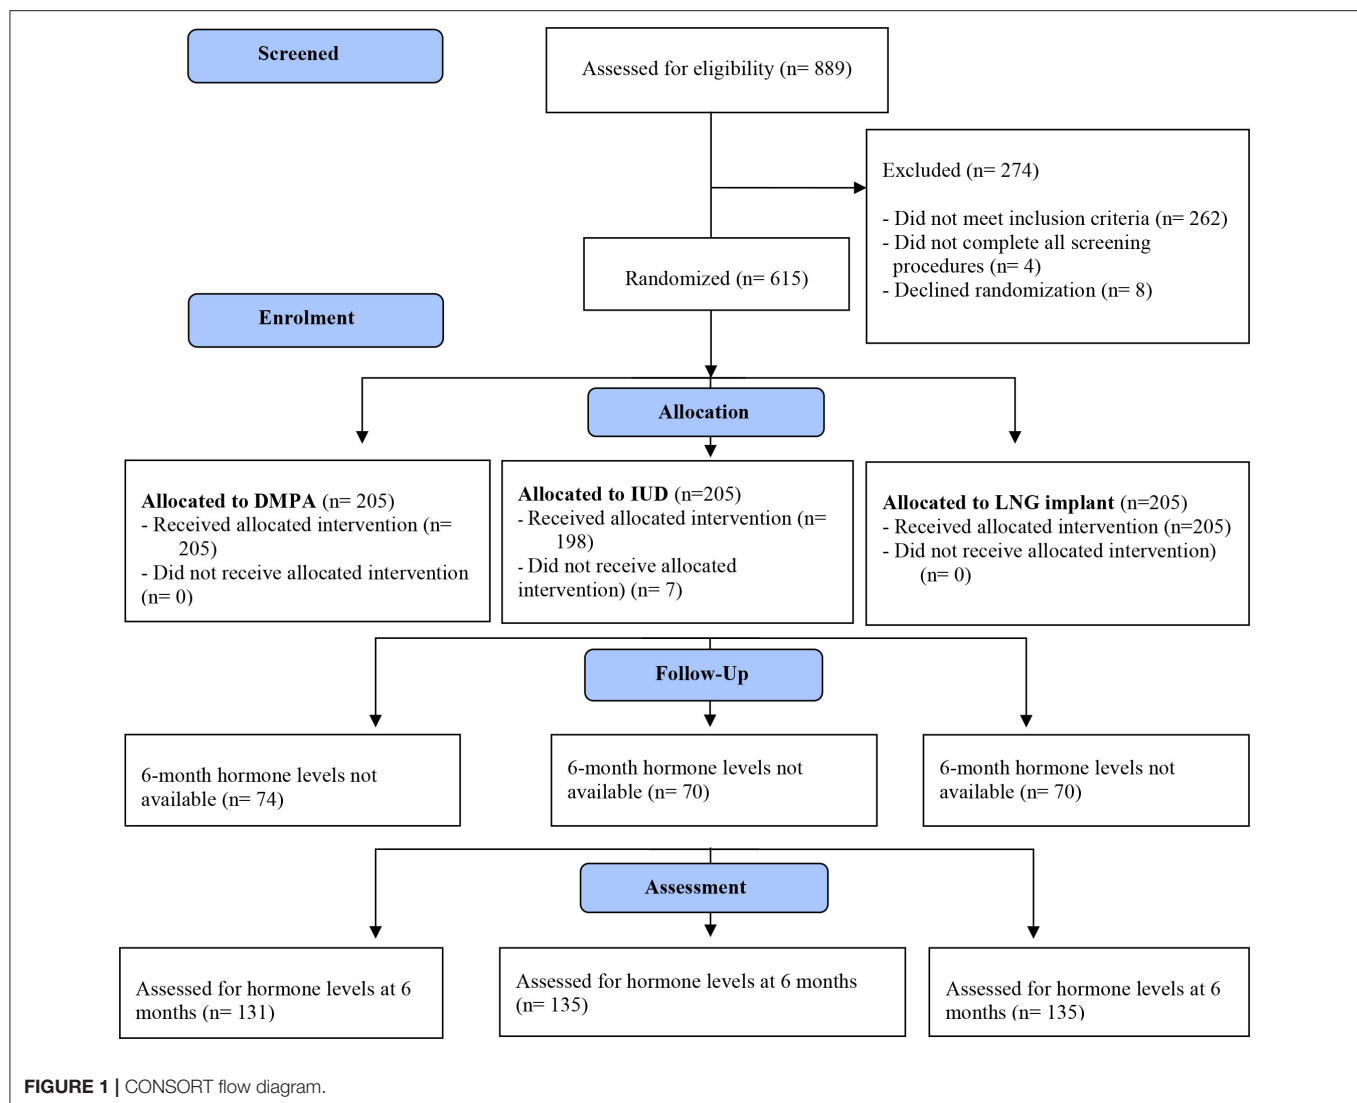 Screened
Assessed for eligibility (n= 889)
Excluded (n= 274)
- Did not meet inclusion criteria (n= 262)
- Did not complete all screening
procedures (n= 4)
- Declined randomization (n= 8)
Randomized (n= 615)
Enrolment
Allocation
Allocated to DMPA (n= 205)
- Received allocated intervention (n=
205)
- Did not receive allocated intervention
(n= 0)
Allocated to IUD (n=205)
- Received allocated intervention (n=
198)
- Did not receive allocated
intervention) (n= 7)
Allocated to LNG implant (n=205)
- Received allocated intervention (n=205)
- Did not receive allocated intervention)
(n= 0)
Follow-Up
6-month hormone levels not
available (n= 74)
6-month hormone levels not
available (n= 70)
6-month hormone levels not
available (n= 70)
Assessment
Assessed for hormone levels at 6
months (n= 131)
Assessed for hormone levels at 6 months
(n= 135)
Assessed for hormone levels at 6
months (n= 135)
FIGURE 1 | CONSORT flow diagram.